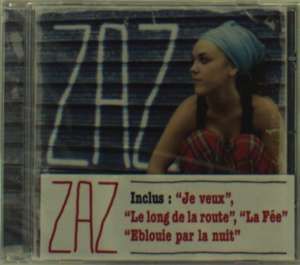 ZAZ
ZAZ
Inclus : "Je veux",
"Le long de la route", "La Fée"
"Eblouie par la nuit"